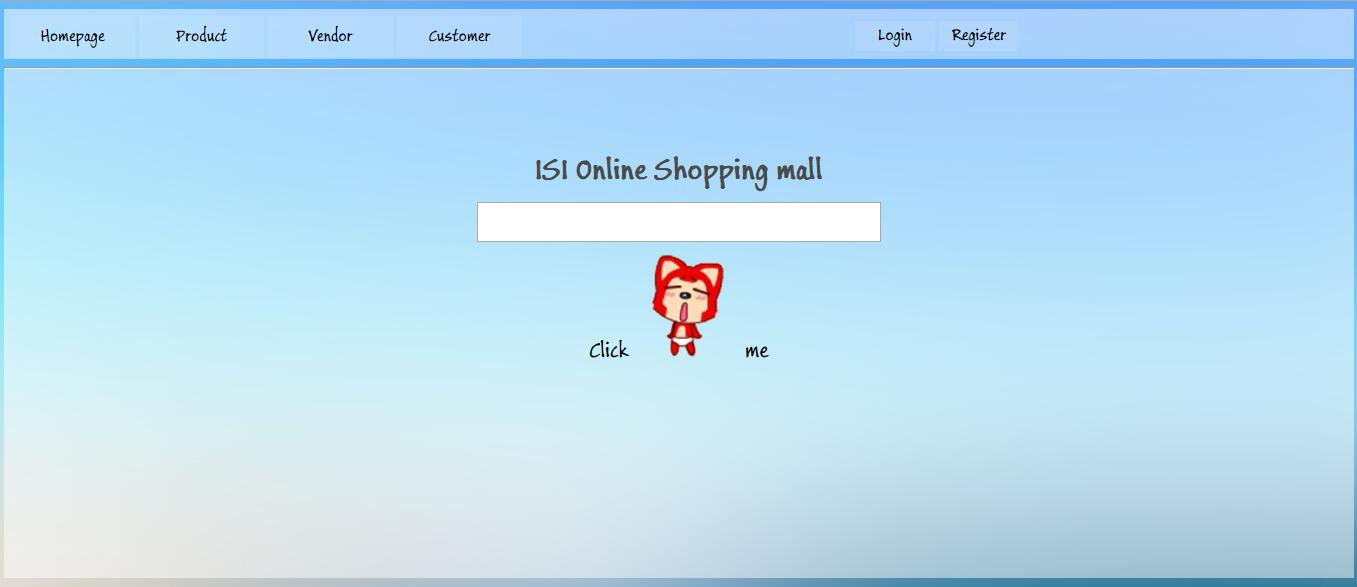 Homepage Product Vendor Customer Login Register
ISI Online Shopping mall
Click me